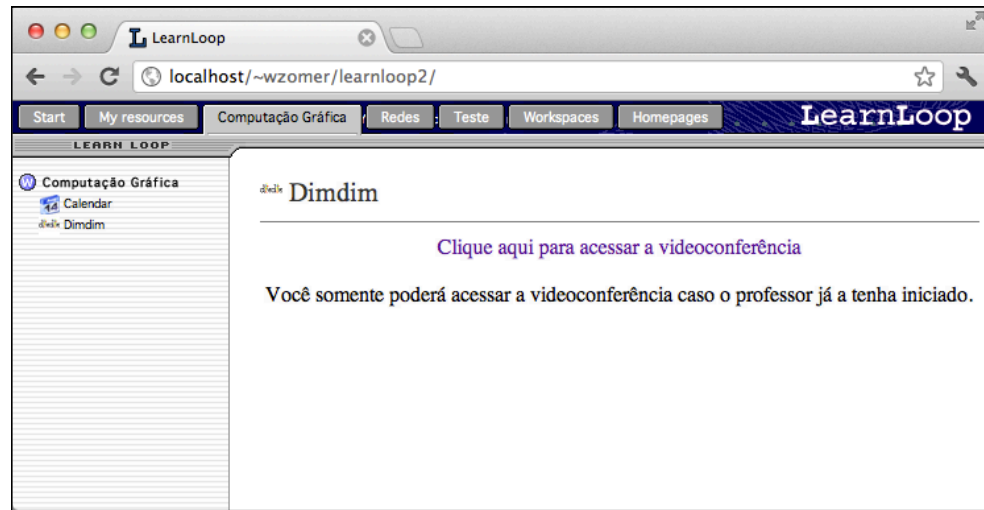 LearnLoop
localhost/~wzomer/learnloop2/
Start My resources Computação Gráfica Redes Teste Workspaces Homepages LearnLoop
LEARN LOOP
Computação Gráfica
14 Calendar
Dimdim
Dimdim
Clique aqui para acessar a videoconferência
Você somente poderá acessar a videoconferência caso o professor já a tenha iniciado.